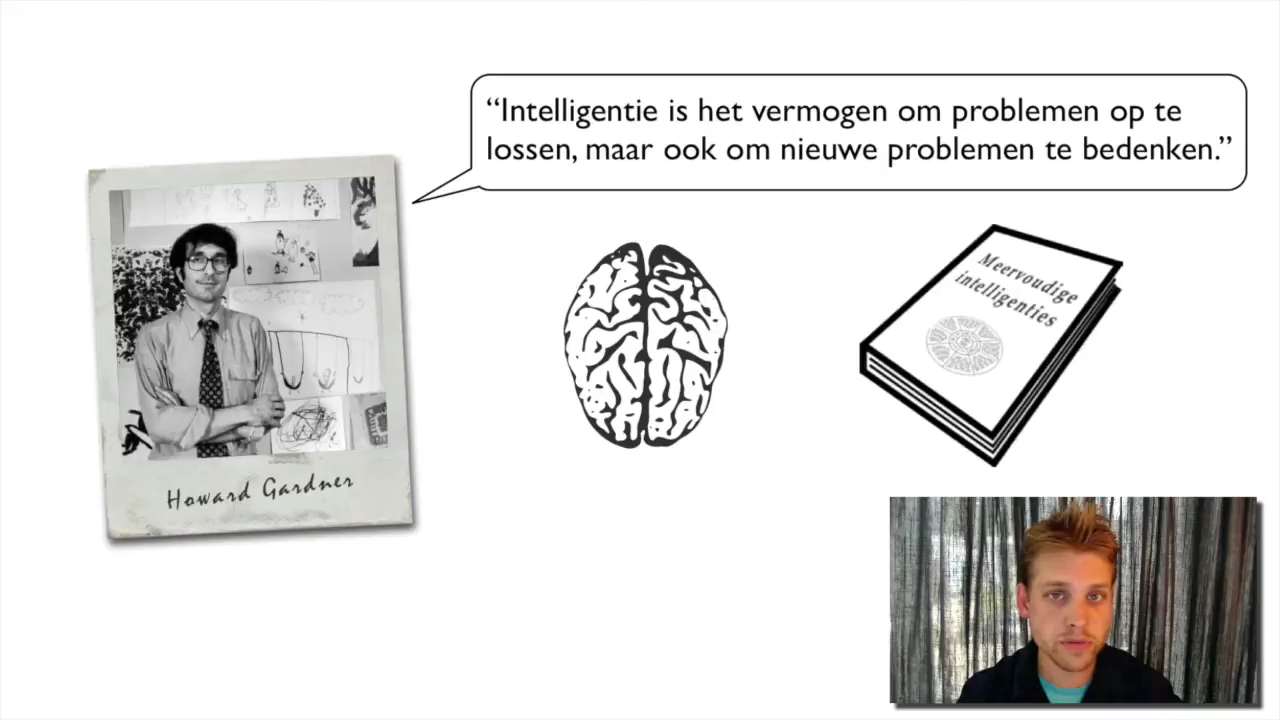 “Intelligentie is het vermogen om problemen op te
lossen, maar ook om nieuwe problemen te bedenken.”
Meervoudige
intelligenties
Howard Gardner